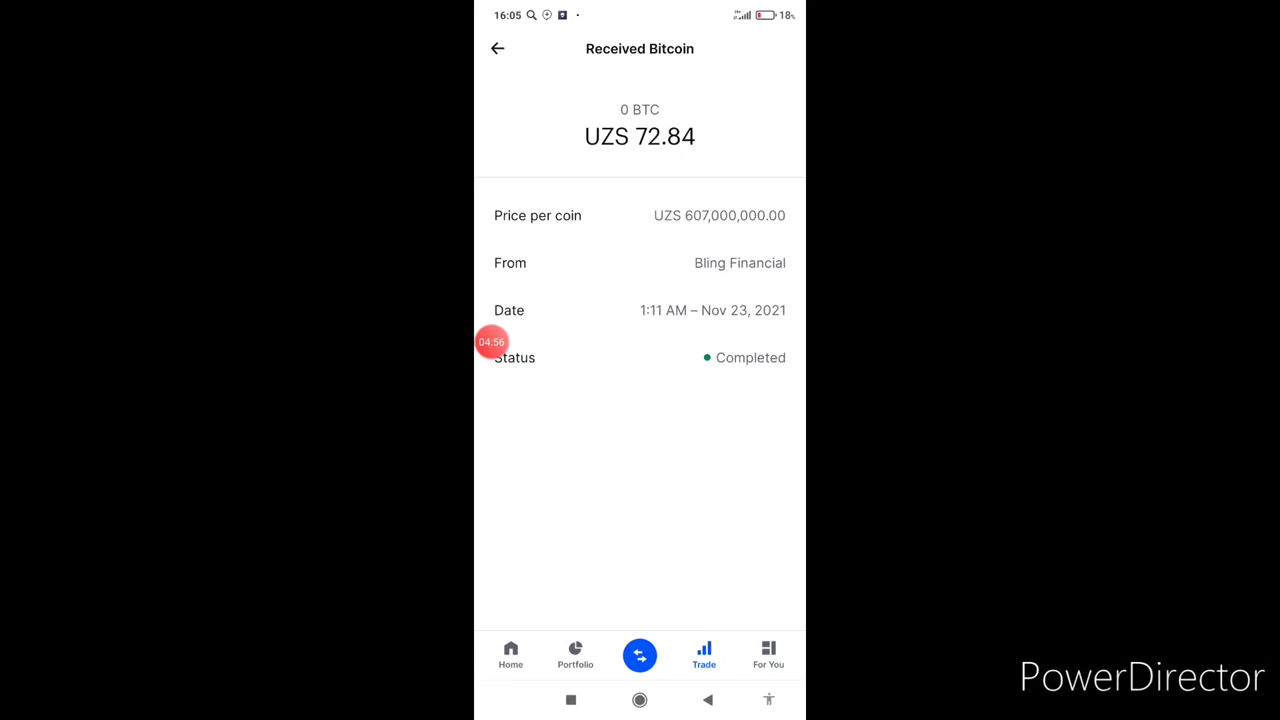 16:05
18%
Received Bitcoin
0 BTC
UZS 72.84
Price per coin UZS 607,000,000.00
From Bling Financial
Date 1:11 AM – Nov 23, 2021
04:56
Status Completed
Home Portfolio Trade For You
PowerDirector